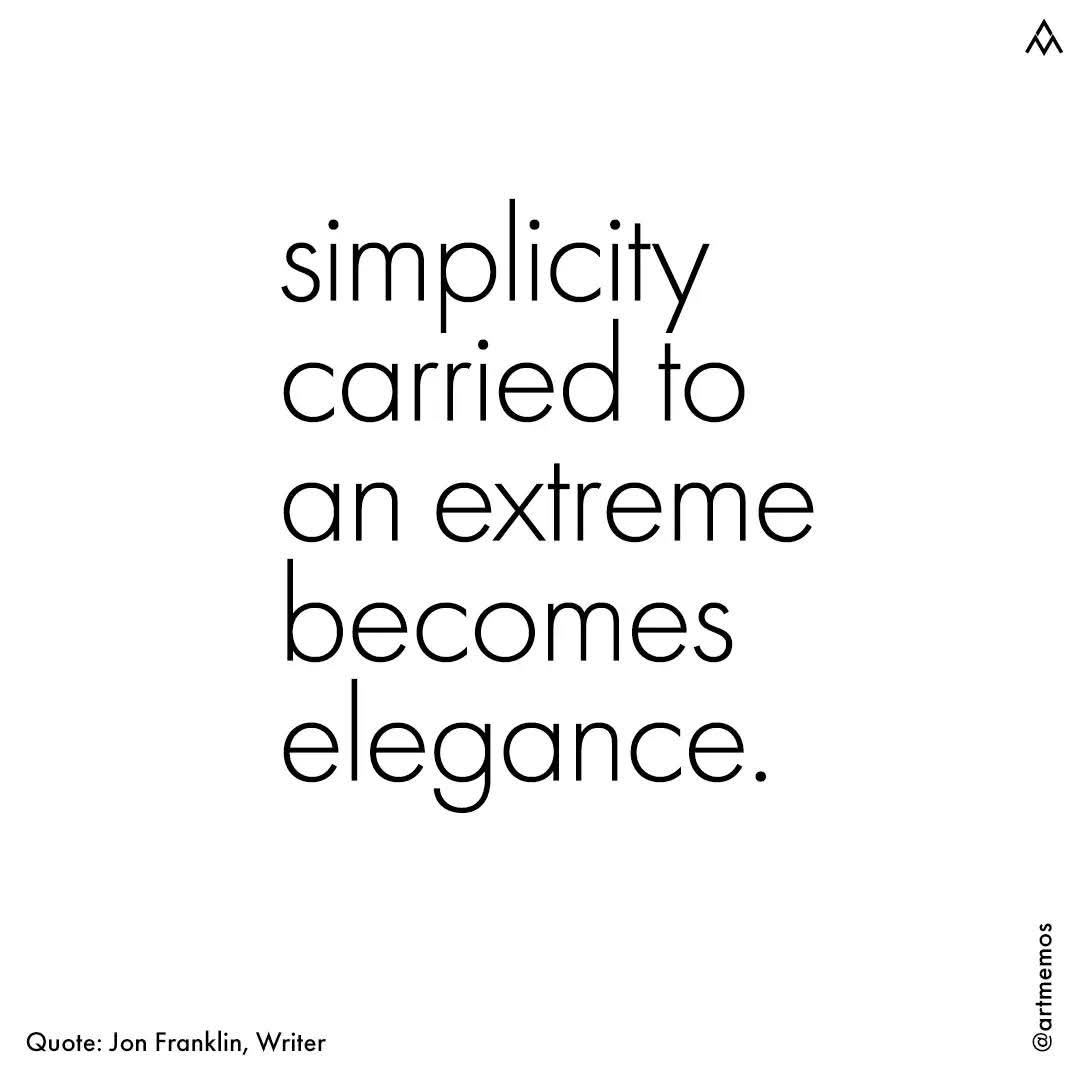 simplicity
carried to
an extreme
becomes
elegance.
Quote: Jon Franklin, Writer
@artmemos